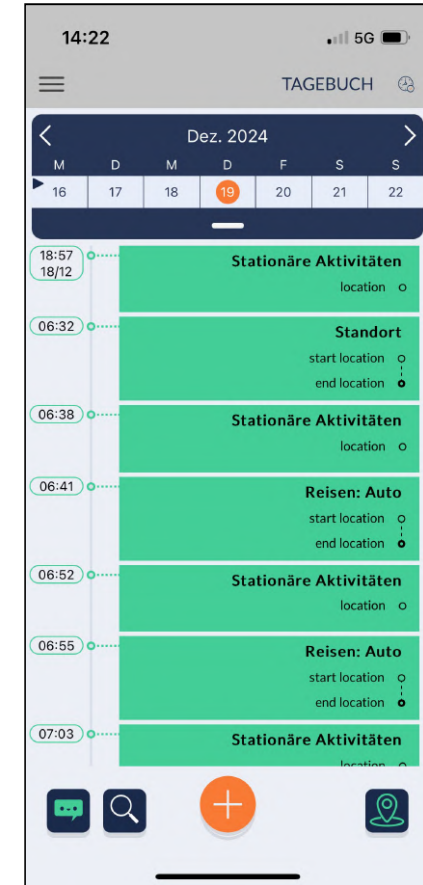 14:22
5G
TAGEBUCH
Dez. 2024
M D M D F S S
16 17 18 19 20 21 22
18:57
18/12
Stationäre Aktivitäten
location
06:32
Standort
start location
end location
06:38
Stationäre Aktivitäten
location
06:41
Reisen: Auto
start location
end location
06:52
Stationäre Aktivitäten
location
06:55
Reisen: Auto
start location
end location
07:03
Stationäre Aktivitäten
location